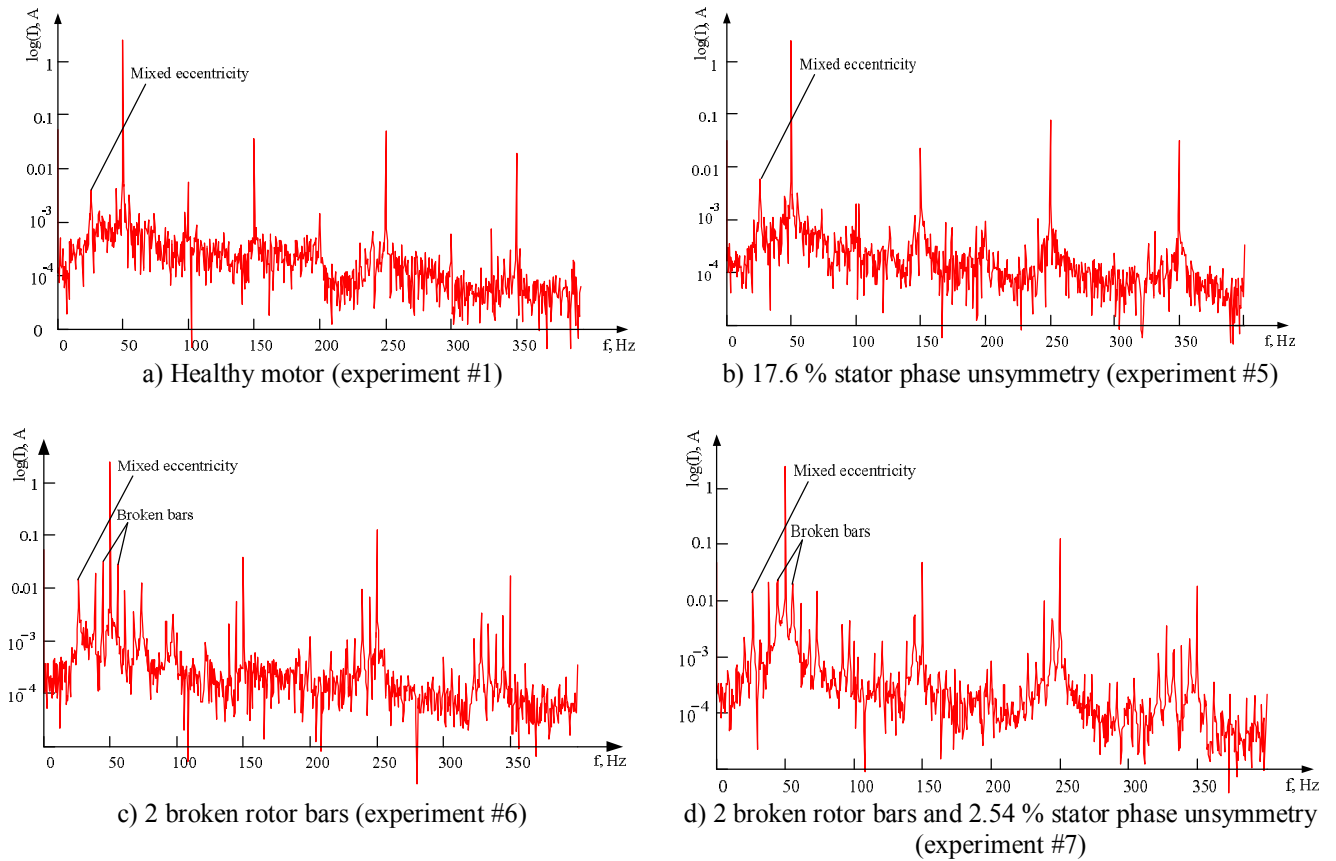 log(I), A
1
0.1
0.01
10⁻³
10⁻⁴
0
Mixed eccentricity
0 50 100 150 200 250 300 350
f, Hz
a) Healthy motor (experiment #1)
log(I), A
1
0.1
0.01
10⁻³
10⁻⁴
0
Mixed eccentricity
0 50 100 150 200 250 300 350
f, Hz
b) 17.6 % stator phase unsymmetry (experiment #5)
log(I), A
1
0.1
0.01
10⁻³
10⁻⁴
Mixed eccentricity
Broken bars
0 50 100 150 200 250 300 350
f, Hz
c) 2 broken rotor bars (experiment #6)
log(I), A
1
0.1
0.01
10⁻³
10⁻⁴
Mixed eccentricity
Broken bars
0 50 100 150 200 250 300 350
f, Hz
d) 2 broken rotor bars and 2.54 % stator phase unsymmetry
(experiment #7)